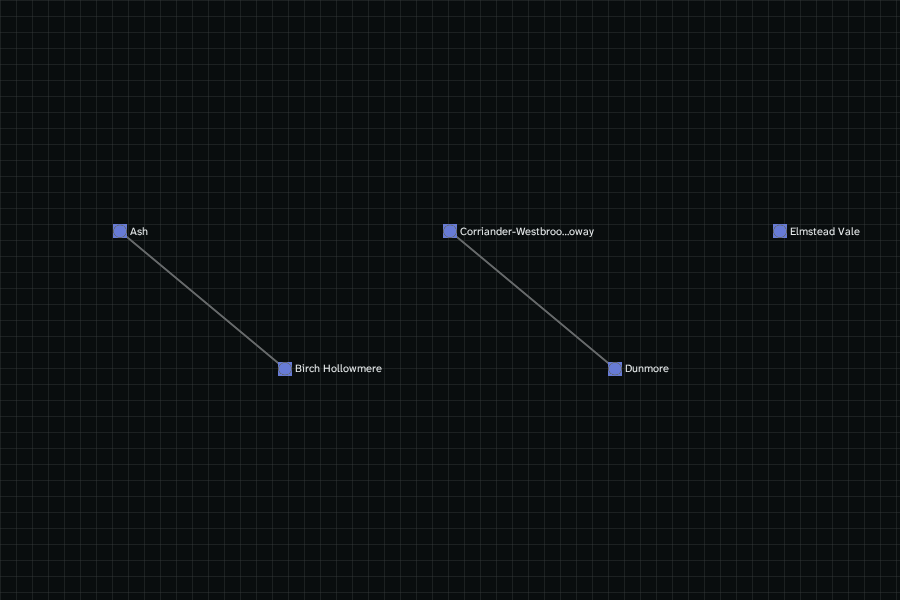 Ash
Corriander-Westbroo...oway
Elmstead Vale
Birch Hollowmere
Dunmore